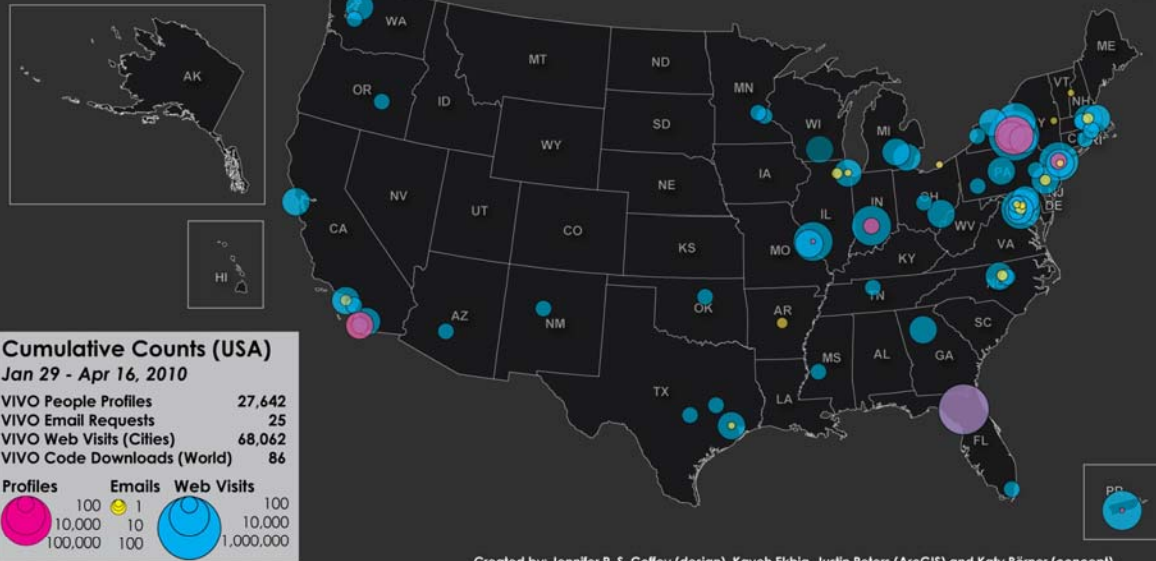 WA
ME
MT
ND
VT
AK
OR
MN
NH
ID
WI
MI
SD
WY
IA
PA
NE
NV
NJ
IL
IN
DE
UT
CA
CO
WV
KS
MO
VA
KY
HI
TN
OK
AZ
NM
AR
SC
MS
AL
GA
TX
LA
FL
PR
Cumulative Counts (USA)
Jan 29 - Apr 16, 2010
VIVO People Profiles 27,642
VIVO Email Requests 25
VIVO Web Visits (Cities) 68,062
VIVO Code Downloads (World) 86
Profiles Emails Web Visits
100 1 100
10,000 10 10,000
100,000 100 1,000,000